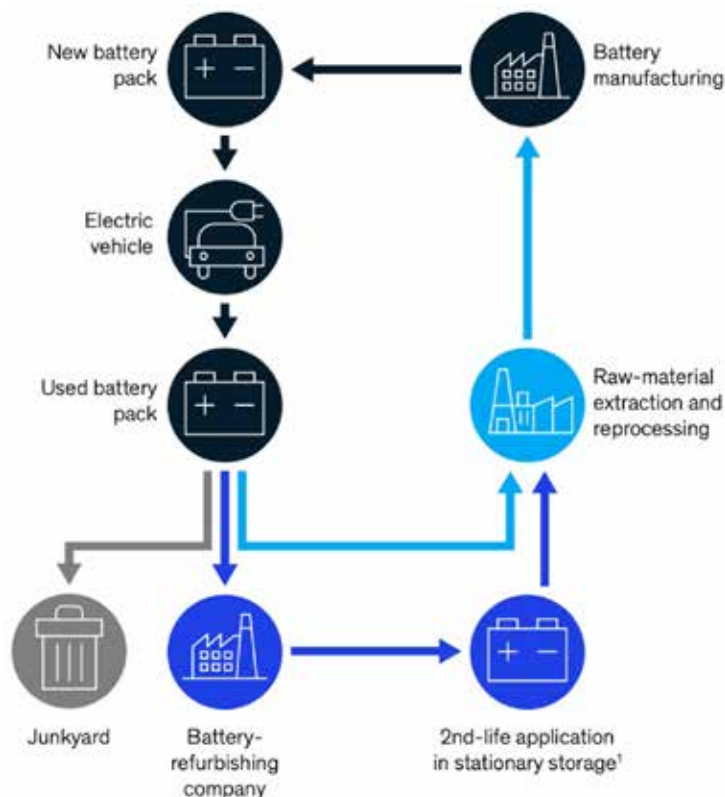 New battery
pack
Battery
manufacturing
Electric
vehicle
Used battery
pack
Raw-material
extraction and
reprocessing
Junkyard
Battery-
refurbishing
company
2nd-life application
in stationary storage¹